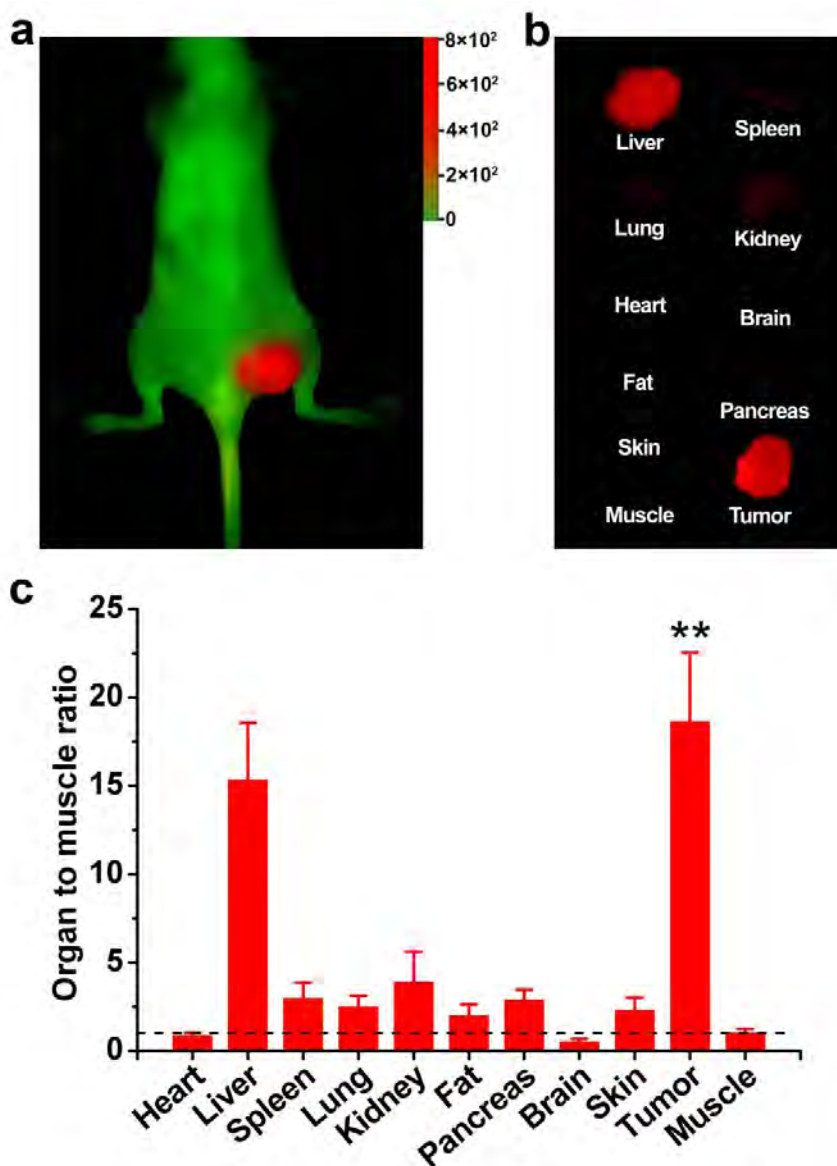 a
8×10²
6×10²
4×10²
2×10²
0
b
Liver
Spleen
Lung
Kidney
Heart
Brain
Fat
Pancreas
Skin
Muscle
Tumor
c
Organ to muscle ratio
25
20
15
10
5
0
**
Heart
Liver
Spleen
Lung
Kidney
Fat
Pancreas
Brain
Skin
Tumor
Muscle